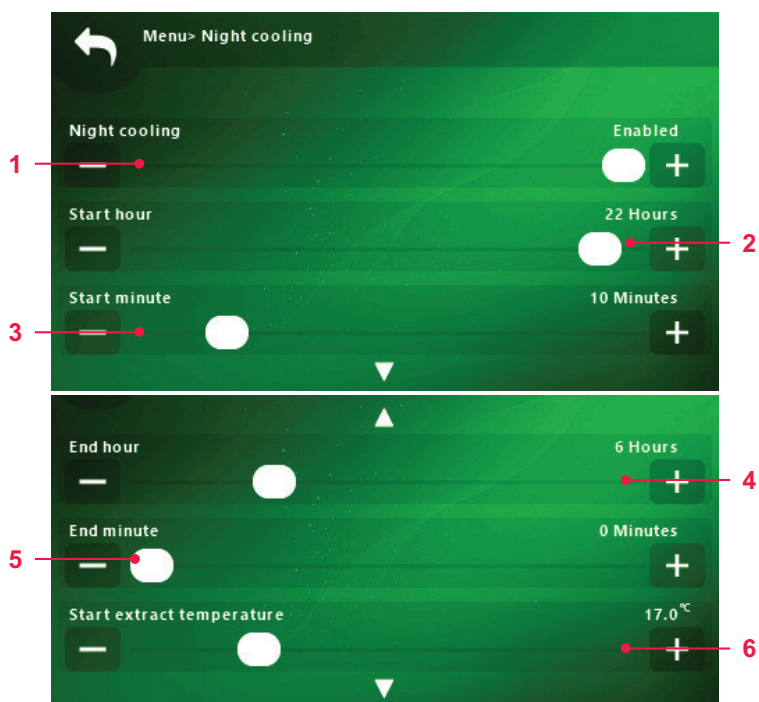 Menu> Night cooling
Night cooling Enabled
1
Start hour 22 Hours
2
Start minute 10 Minutes
3
End hour 6 Hours
4
End minute 0 Minutes
5
Start extract temperature 17.0°C
6